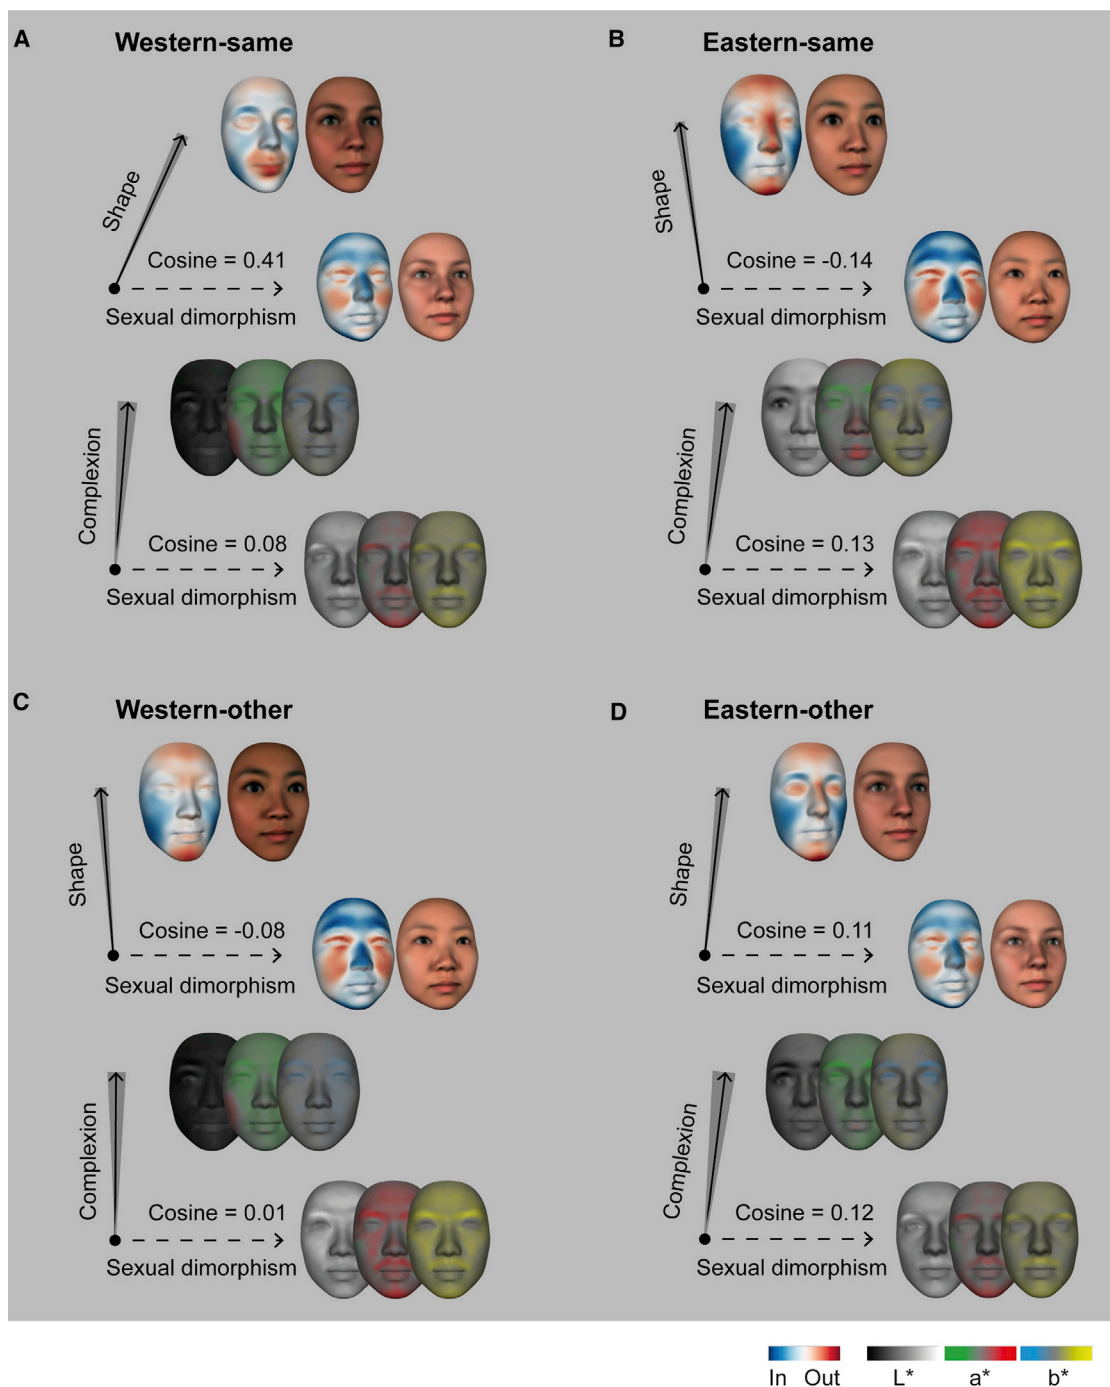 A
Western-same
Shape
Cosine = 0.41
Sexual dimorphism
Complexion
Cosine = 0.08
Sexual dimorphism
B
Eastern-same
Shape
Cosine = -0.14
Sexual dimorphism
Complexion
Cosine = 0.13
Sexual dimorphism
C
Western-other
Shape
Cosine = -0.08
Sexual dimorphism
Complexion
Cosine = 0.01
Sexual dimorphism
D
Eastern-other
Shape
Cosine = 0.11
Sexual dimorphism
Complexion
Cosine = 0.12
Sexual dimorphism
In Out L* a* b*